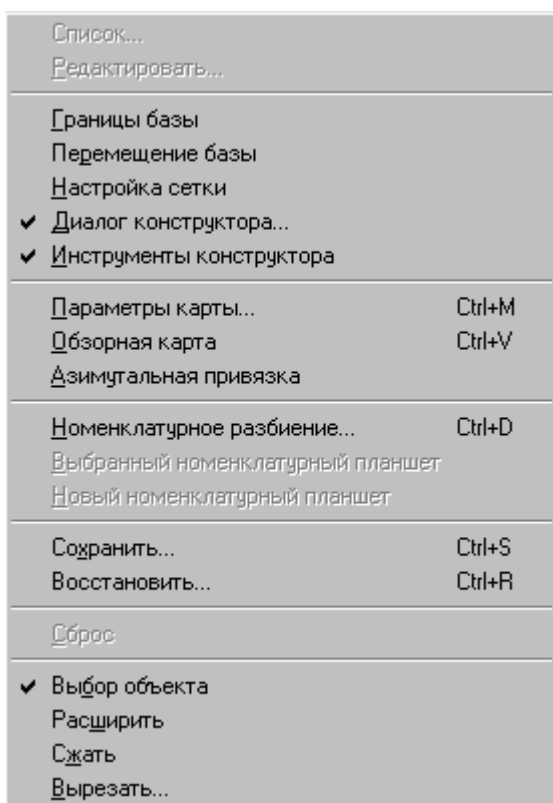 Список...
Редактировать...
Границы базы
Перемещение базы
Настройка сетки
Диалог конструктора...
Инструменты конструктора
Параметры карты... Ctrl+M
Обзорная карта Ctrl+V
Азимутальная привязка
Номенклатурное разбиение... Ctrl+D
Выбранный номенклатурный планшет
Новый номенклатурный планшет
Сохранить... Ctrl+S
Восстановить... Ctrl+R
Сброс
Выбор объекта
Расширить
Сжать
Вырезать...